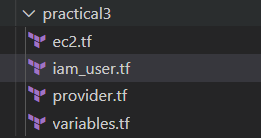 practical3
ec2.tf
iam_user.tf
provider.tf
variables.tf